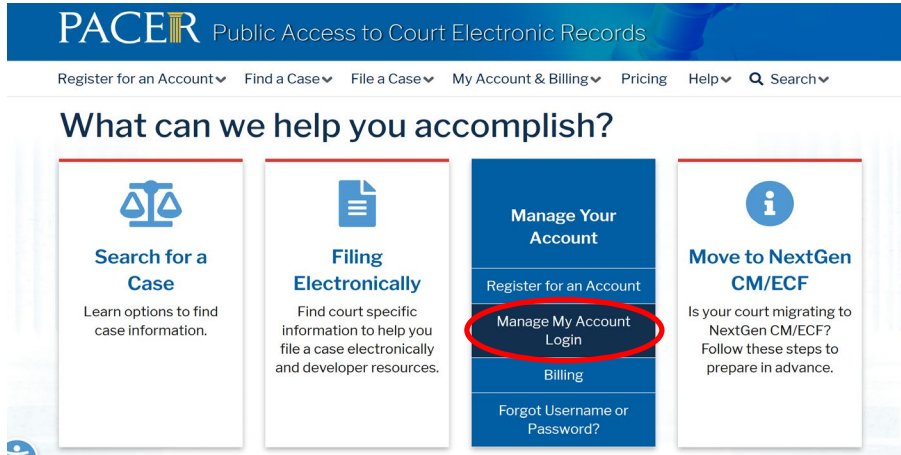 PACER Public Access to Court Electronic Records
Register for an Account Find a Case File a Case My Account & Billing Pricing Help Search
What can we help you accomplish?
Search for a
Case
Learn options to find
case information.
Filing
Electronically
Find court specific
information to help you
file a case electronically
and developer resources.
Manage Your
Account
Register for an Account
Manage My Account
Login
Billing
Forgot Username or
Password?
Move to NextGen
CM/ECF
Is your court migrating to
NextGen CM/ECF?
Follow these steps to
prepare in advance.